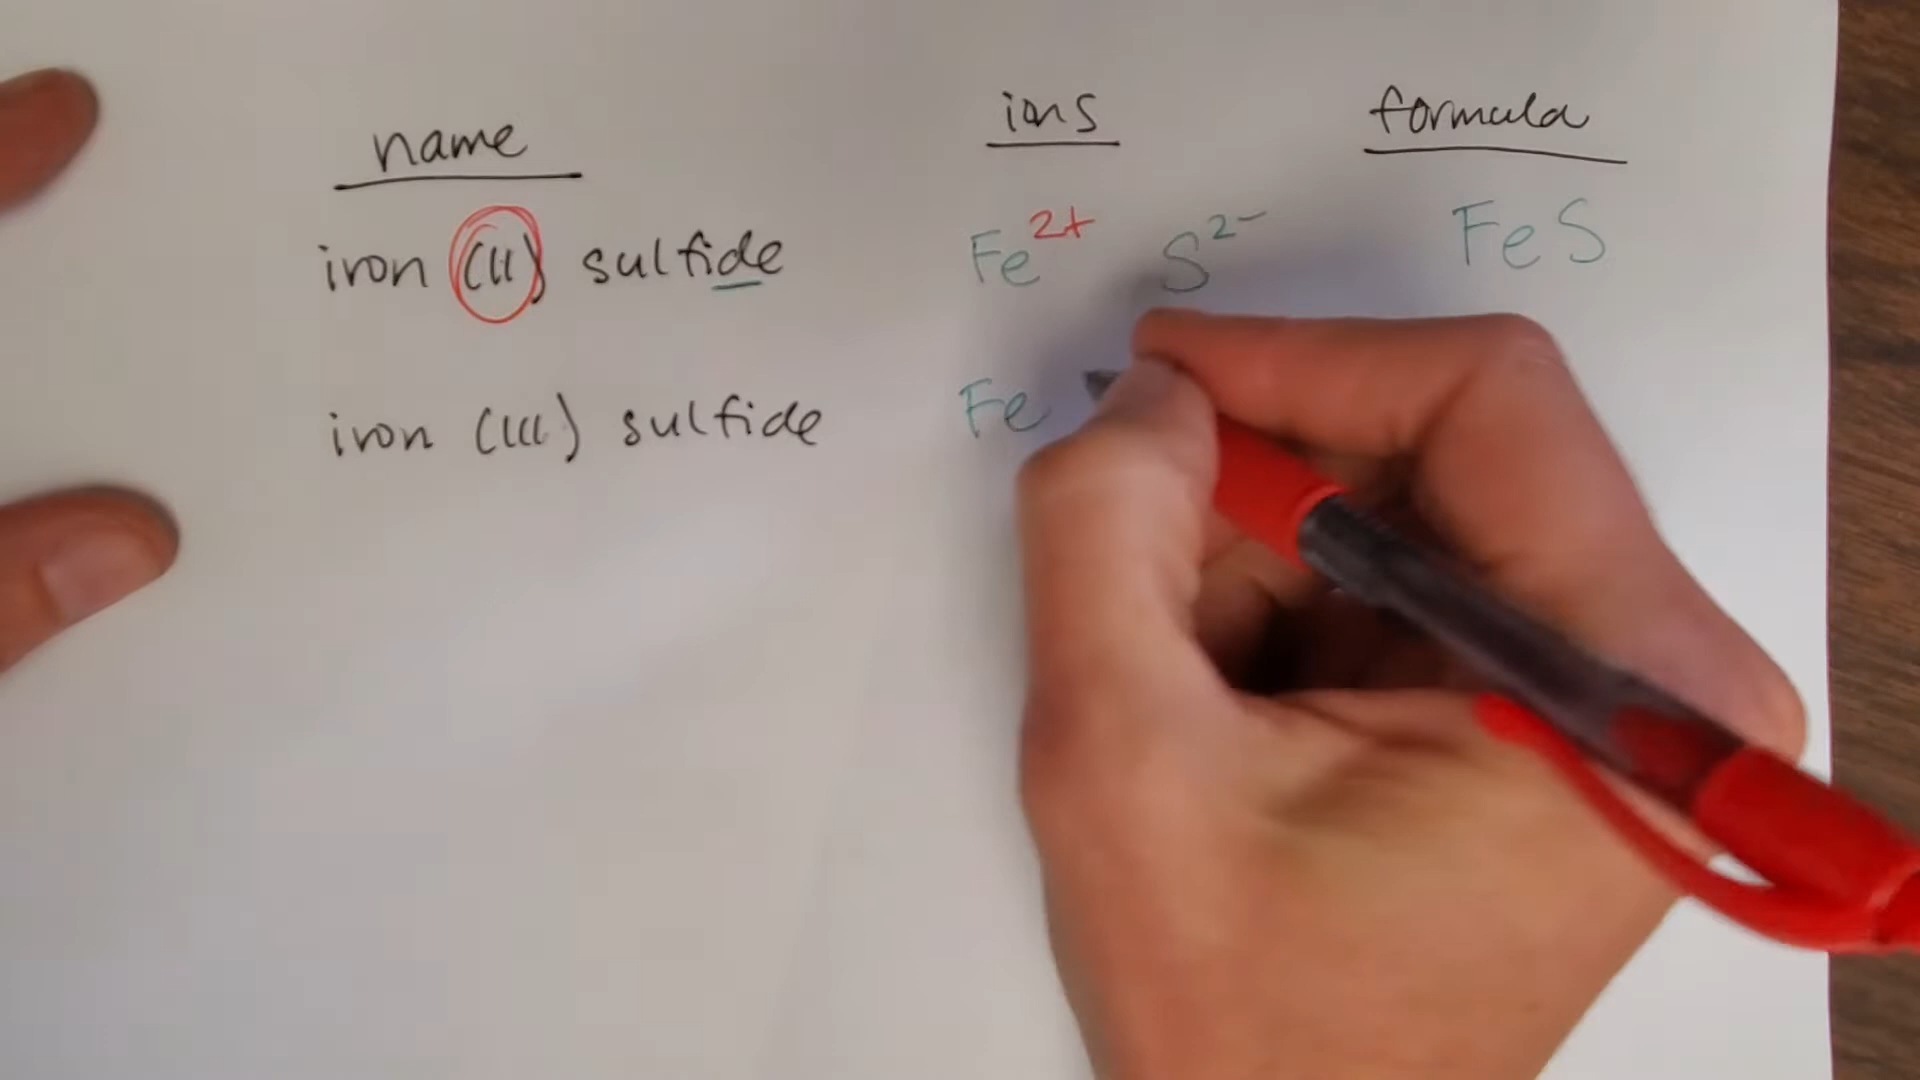 name ions formula
iron (II) sulfide Fe²⁺ S²⁻ FeS
iron (III) sulfide Fe